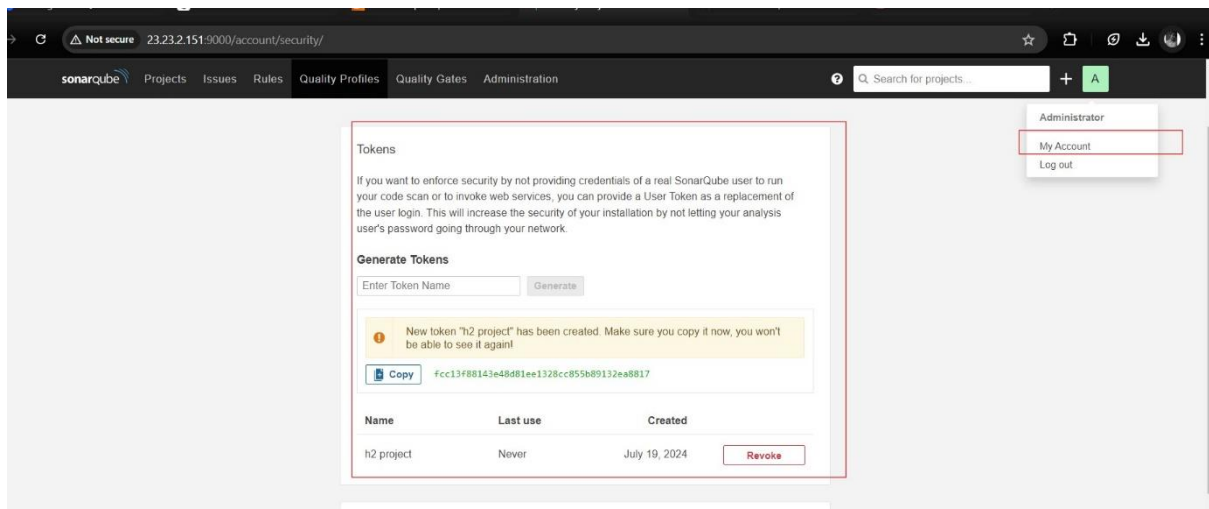 Not secure 23.23.2.151:9000/account/security/
sonarqube Projects Issues Rules Quality Profiles Quality Gates Administration Search for projects... A
Administrator
My Account
Log out
Tokens
If you want to enforce security by not providing credentials of a real SonarQube user to run
your code scan or to invoke web services, you can provide a User Token as a replacement of
the user login. This will increase the security of your installation by not letting your analysis
user's password going through your network.
Generate Tokens
Enter Token Name Generate
New token "h2 project" has been created. Make sure you copy it now, you won't
be able to see it again!
Copy fcc13f88143e48d81ee1328cc855b89132ea8817
Name Last use Created
h2 project Never July 19, 2024 Revoke